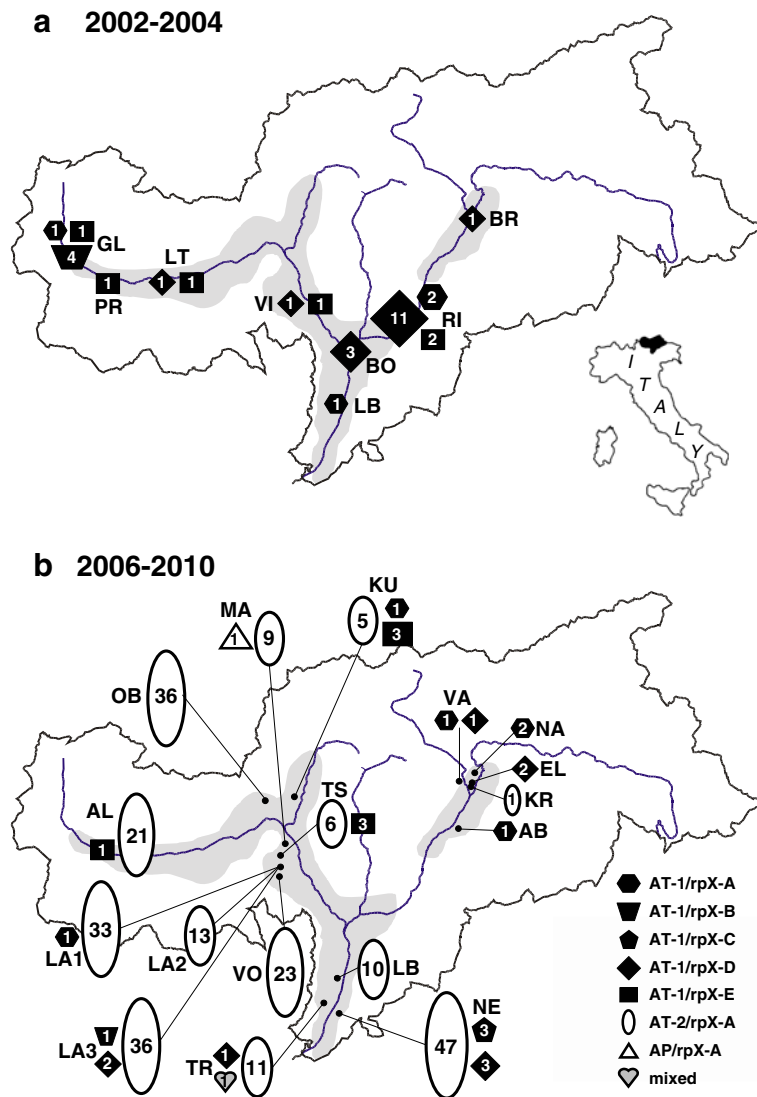 a 2002-2004
1 BR
1 1 GL
4
LT
1 1 1
PR
VI 1 1
2
11 RI
2
3
BO
1 LB
I
T
A
L
Y
b 2006-2010
KU
MA 5 1
1 9 3
OB 36
VA
1 1 2 NA
2 EL
TS
1 KR
AL 6 3
1 21 1 AB
AT-1/rpX-A
33 AT-1/rpX-B
1 13
LA1 LA2 AT-1/rpX-C
VO 23 10 LB AT-1/rpX-D
AT-1/rpX-E
NE
1 3 AT-2/rpX-A
LA3 36 47
2 1 AP/rpX-A
TR 11 3
1 mixed